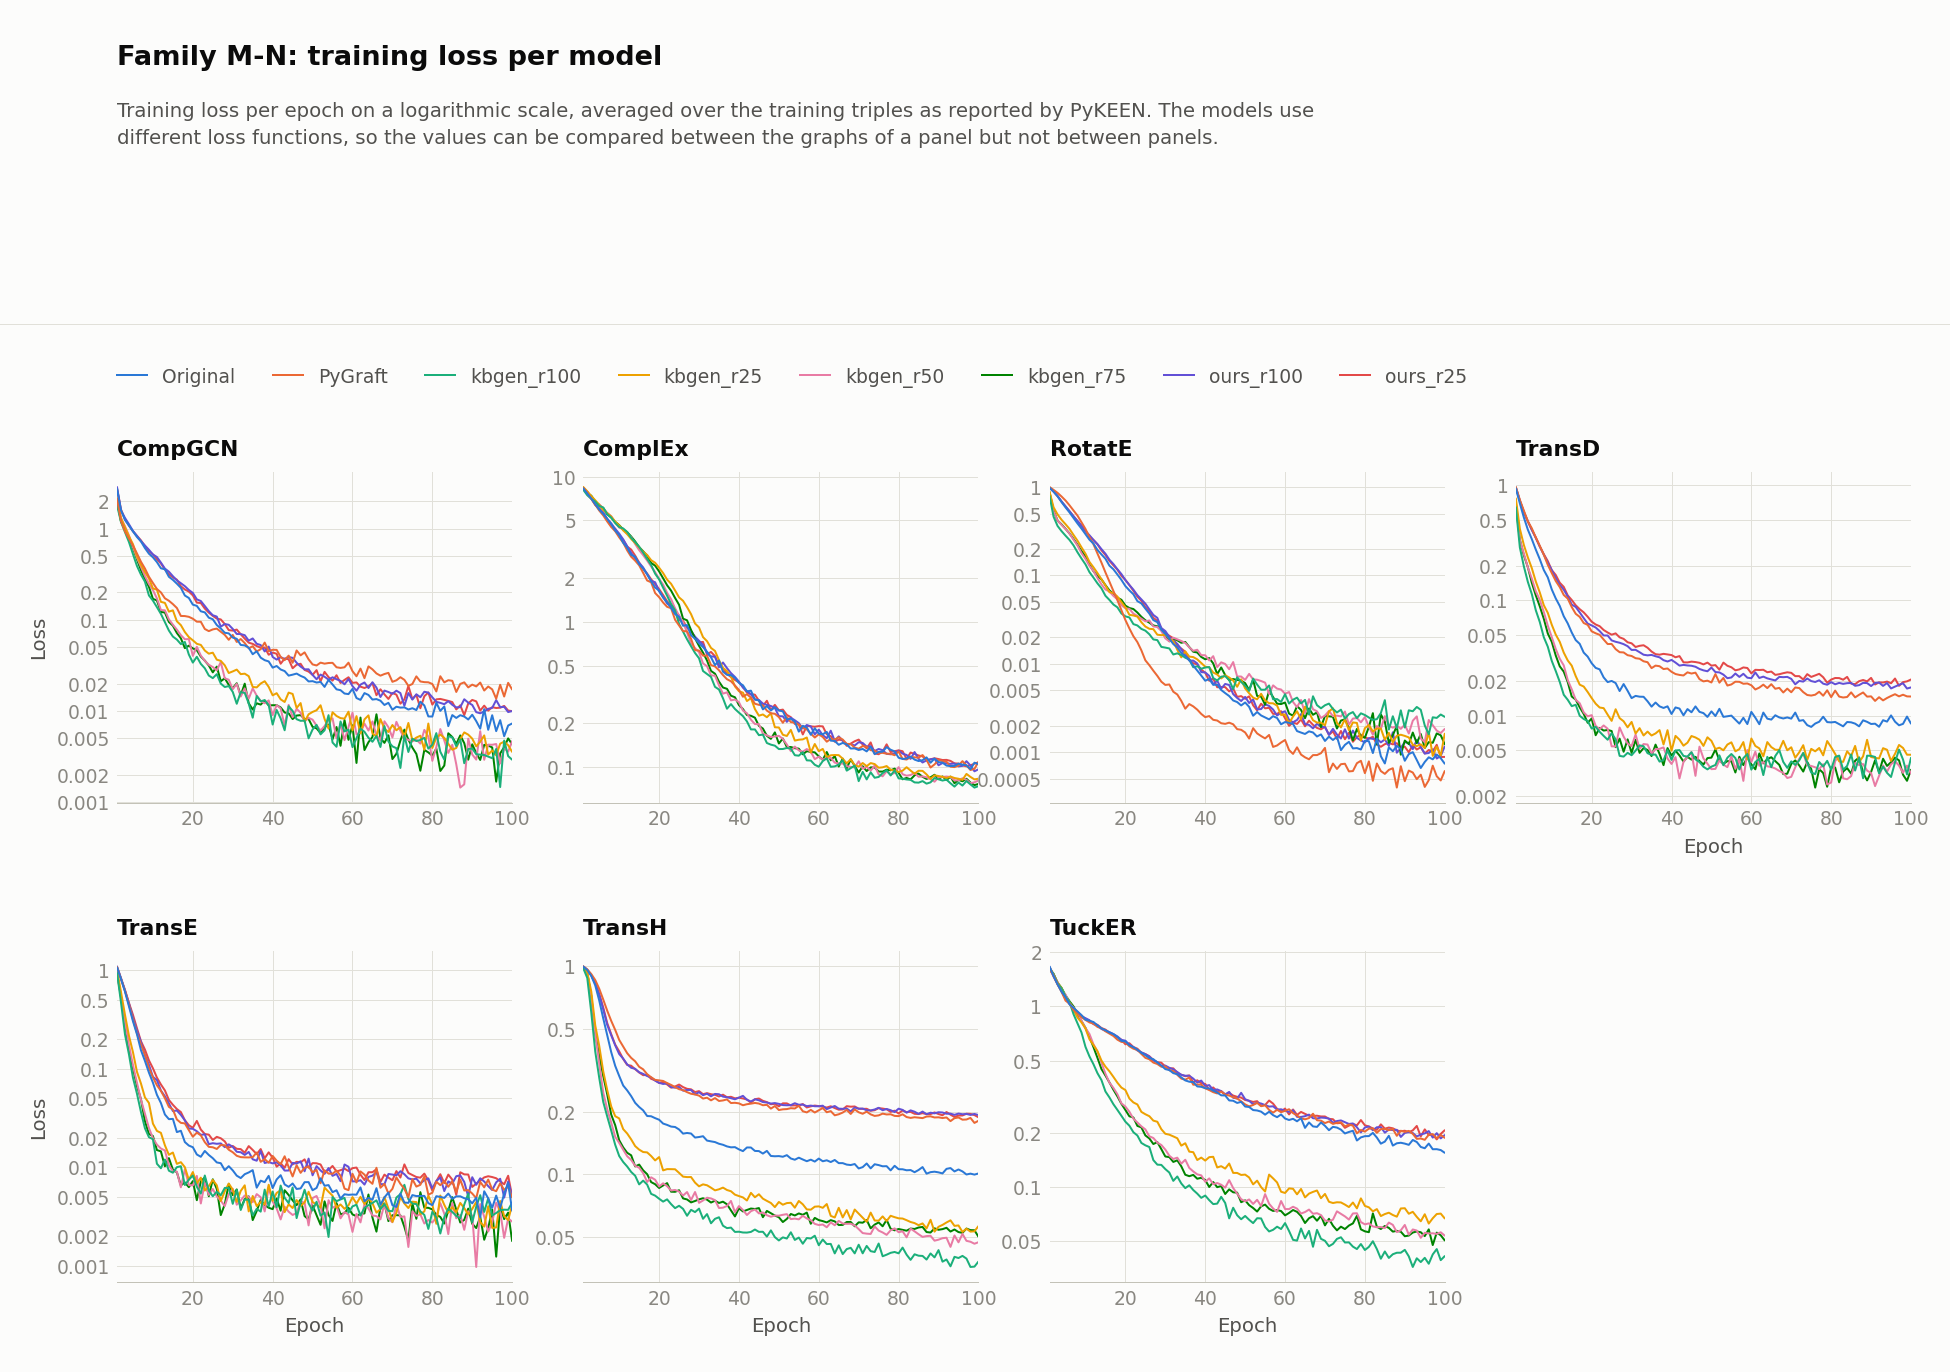 Family M-N: training loss per model
Training loss per epoch on a logarithmic scale, averaged over the training triples as reported by PyKEEN. The models use
different loss functions, so the values can be compared between the graphs of a panel but not between panels.
Original PyGraft kbgen_r100 kbgen_r25 kbgen_r50 kbgen_r75 ours_r100 ours_r25
CompGCN
Loss
2
1
0.5
0.2
0.1
0.05
0.02
0.01
0.005
0.002
0.001
20 40 60 80 100
ComplEx
10
5
2
1
0.5
0.2
0.1
20 40 60 80 100
RotatE
1
0.5
0.2
0.1
0.05
0.02
0.01
0.005
0.002
0.001
0.0005
20 40 60 80 100
TransD
1
0.5
0.2
0.1
0.05
0.02
0.01
0.005
0.002
20 40 60 80 100
Epoch
TransE
Loss
1
0.5
0.2
0.1
0.05
0.02
0.01
0.005
0.002
0.001
20 40 60 80 100
Epoch
TransH
1
0.5
0.2
0.1
0.05
20 40 60 80 100
Epoch
TuckER
2
1
0.5
0.2
0.1
0.05
20 40 60 80 100
Epoch